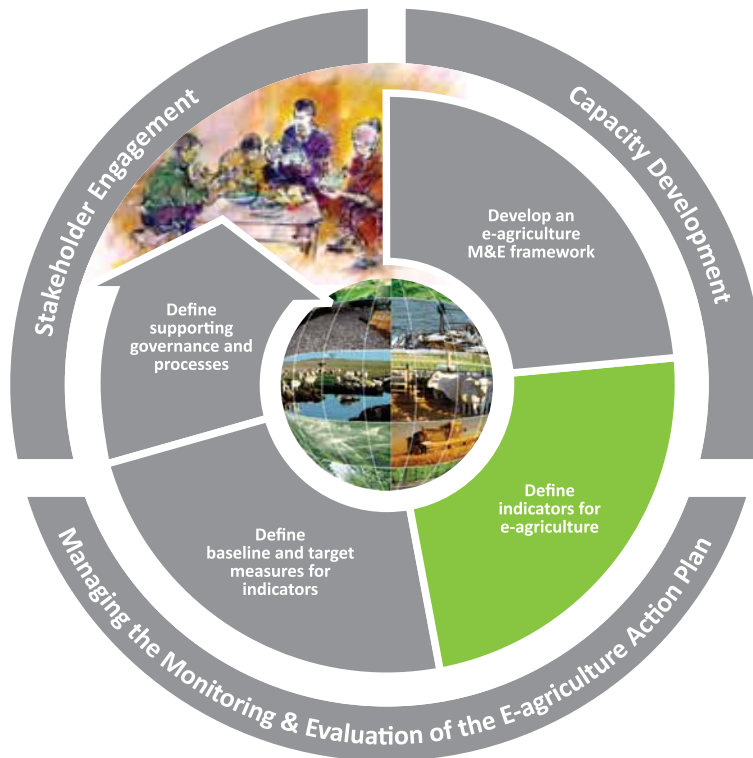 Stakeholder Engagement
Capacity Development
Develop an
e-agriculture
M&E framework
Define
indicators for
e-agriculture
Define
baseline and target
measures for
indicators
Define
supporting
governance and
processes
Managing the Monitoring & Evaluation of the E-agriculture Action Plan